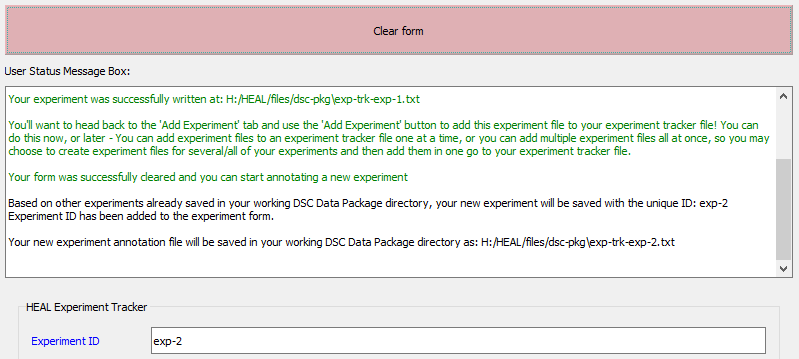 Clear form
User Status Message Box:
Your experiment was successfully written at: H:/HEAL/files/dsc-pkg\exp-trk-exp-1.txt
You'll want to head back to the 'Add Experiment' tab and use the 'Add Experiment' button to add this experiment file to your experiment tracker file! You can
do this now, or later - You can add experiment files to an experiment tracker file one at a time, or you can add multiple experiment files all at once, so you may
choose to create experiment files for several/all of your experiments and then add them in one go to your experiment tracker file.
Your form was successfully cleared and you can start annotating a new experiment
Based on other experiments already saved in your working DSC Data Package directory, your new experiment will be saved with the unique ID: exp-2
Experiment ID has been added to the experiment form.
Your new experiment annotation file will be saved in your working DSC Data Package directory as: H:/HEAL/files/dsc-pkg\exp-trk-exp-2.txt
HEAL Experiment Tracker
Experiment ID
exp-2